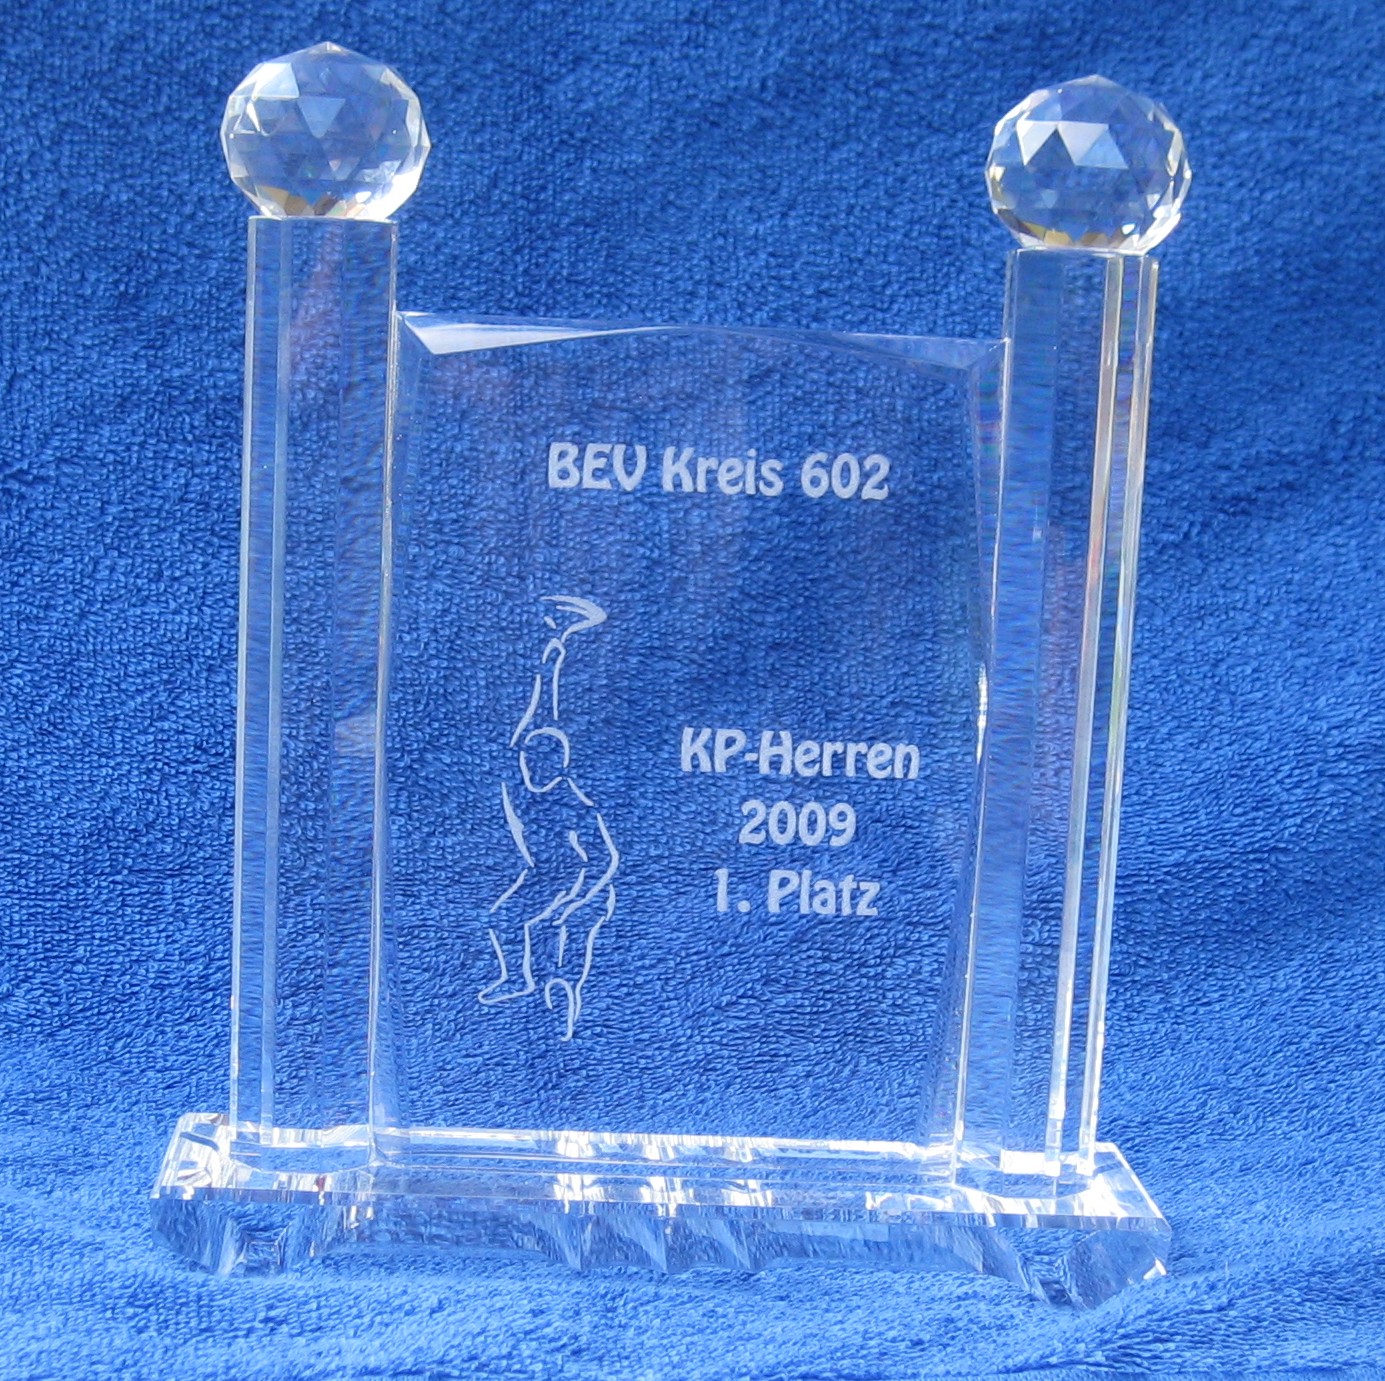 BEV Kreis 602
KP-Herren
2009
1. Platz